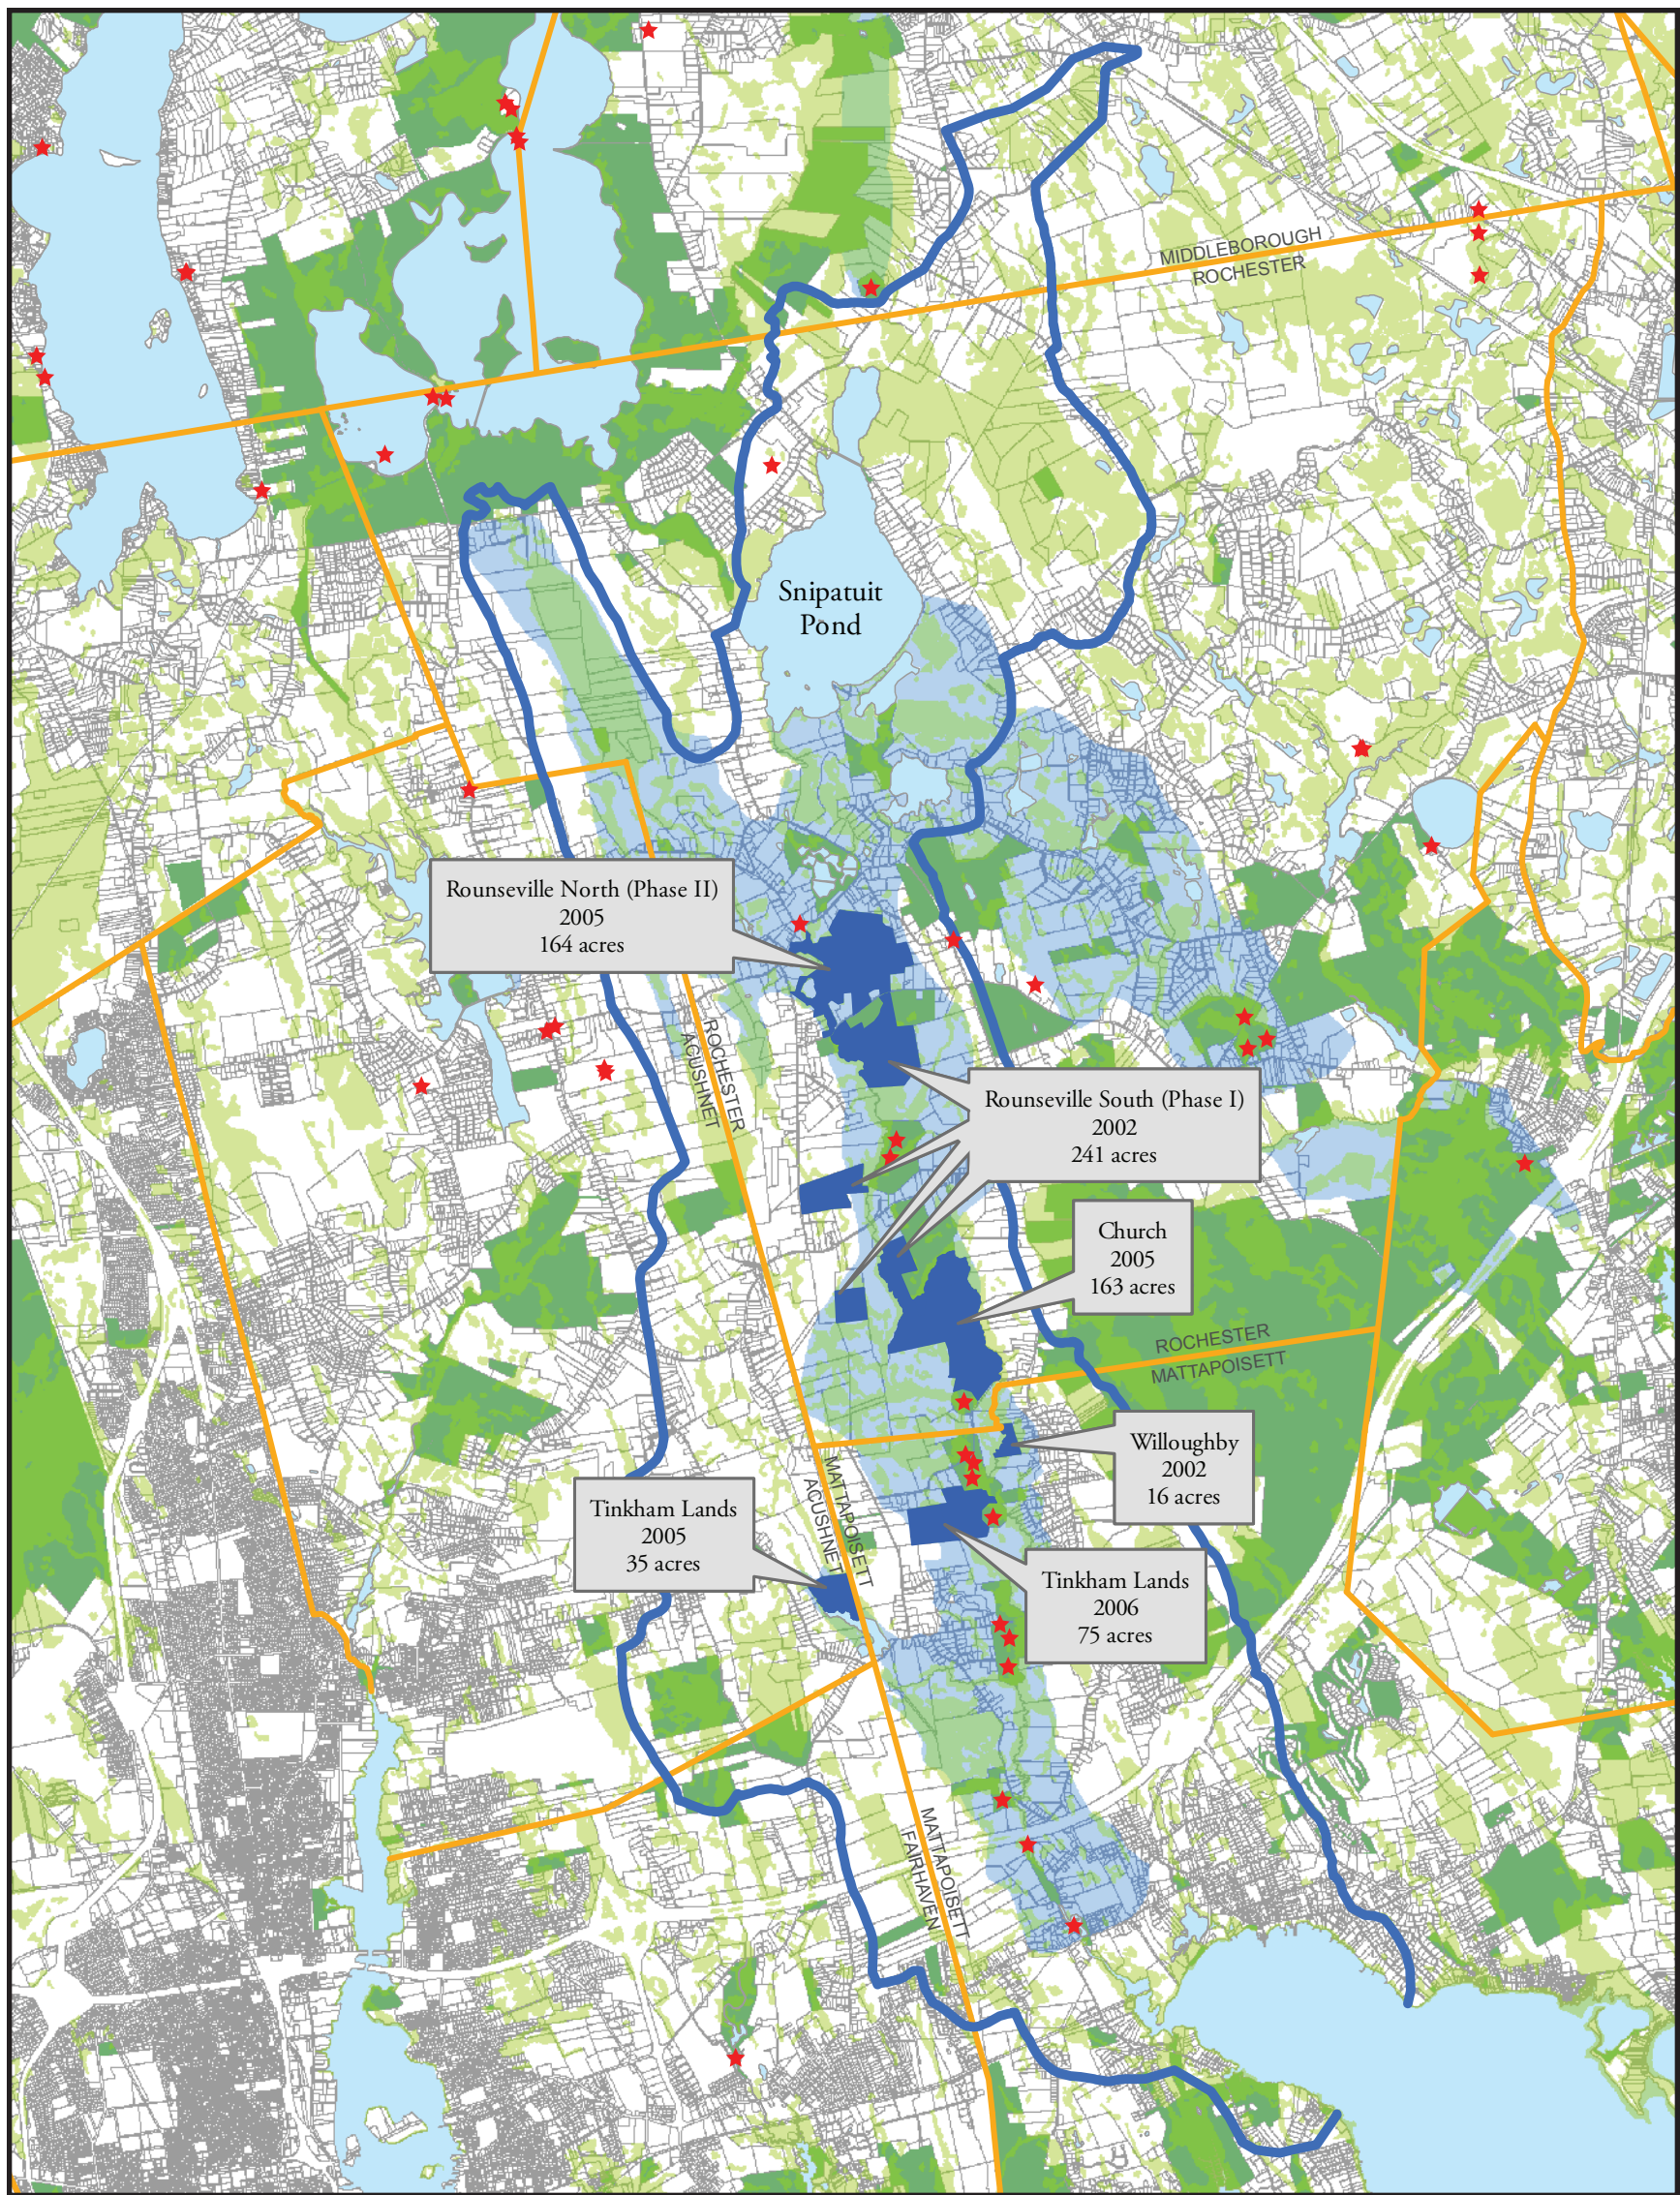 MIDDLEBOROUGH
ROCHESTER
Snipatuit
Pond
Rounseville North (Phase II)
2005
164 acres
ROCHESTER
ACUSHNET
Rounseville South (Phase I)
2002
241 acres
Church
2005
163 acres
ROCHESTER
MATTAPOISETT
Willoughby
2002
16 acres
MATTAPOISETT
ACUSHNET
Tinkham Lands
2005
35 acres
Tinkham Lands
2006
75 acres
MATTAPOISETT
FAIRHAVEN